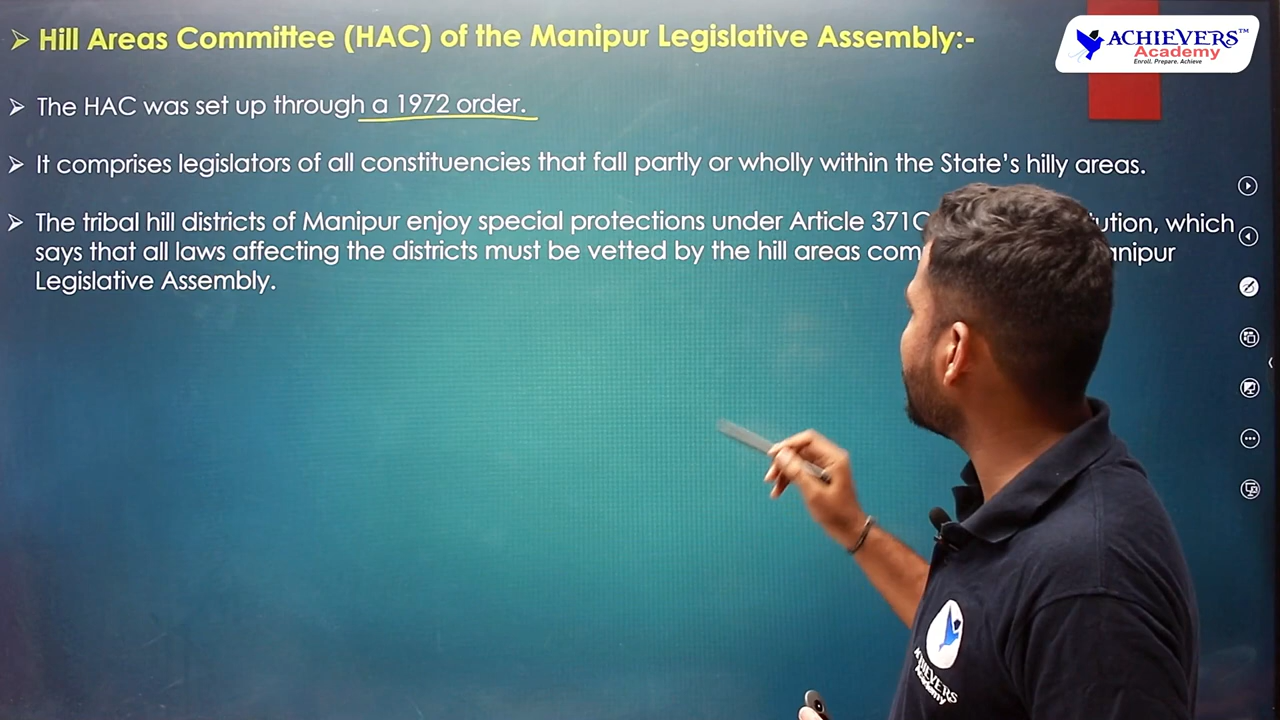 ➢ Hill Areas Committee (HAC) of the Manipur Legislative Assembly:-
ACHIEVERS™
Academy
Enroll. Prepare. Achieve
➢ The HAC was set up through a 1972 order.
➢ It comprises legislators of all constituencies that fall partly or wholly within the State's hilly areas.
➢ The tribal hill districts of Manipur enjoy special protections under Article 371C which
says that all laws affecting the districts must be vetted by the hill areas
Legislative Assembly.
ACHIEVERS
Academy